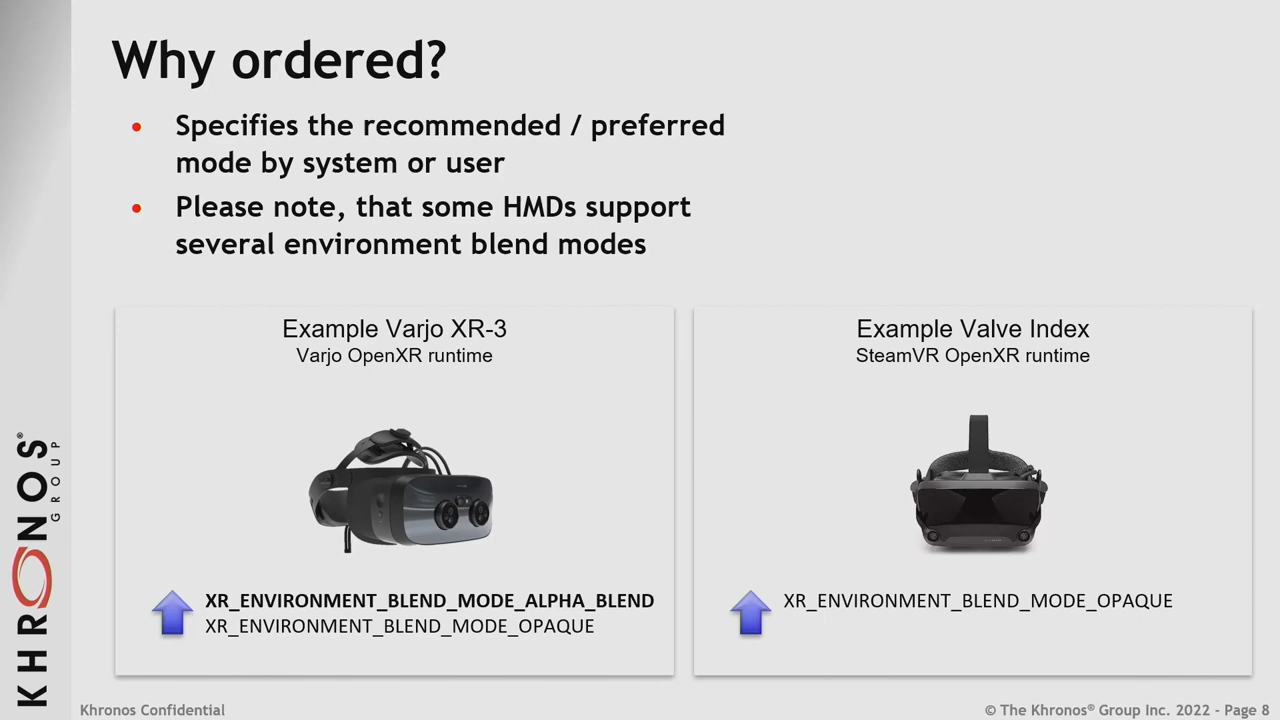 Why ordered?
• Specifies the recommended / preferred
mode by system or user
• Please note, that some HMDs support
several environment blend modes
Example Varjo XR-3
Varjo OpenXR runtime
XR_ENVIRONMENT_BLEND_MODE_ALPHA_BLEND
XR_ENVIRONMENT_BLEND_MODE_OPAQUE
Example Valve Index
SteamVR OpenXR runtime
XR_ENVIRONMENT_BLEND_MODE_OPAQUE
KHRONOS®
GROUP
Khronos Confidential
© The Khronos® Group Inc. 2022 - Page 8